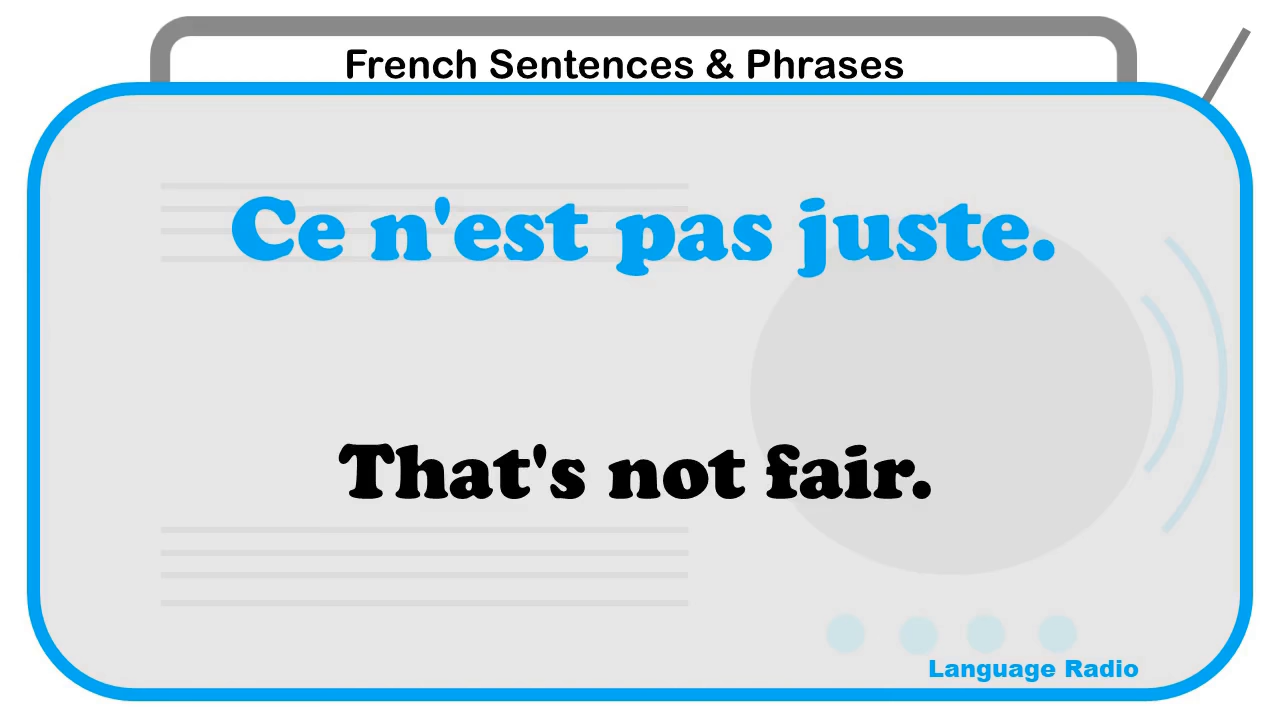 French Sentences & Phrases
Ce n'est pas juste.
That's not fair.
Language Radio